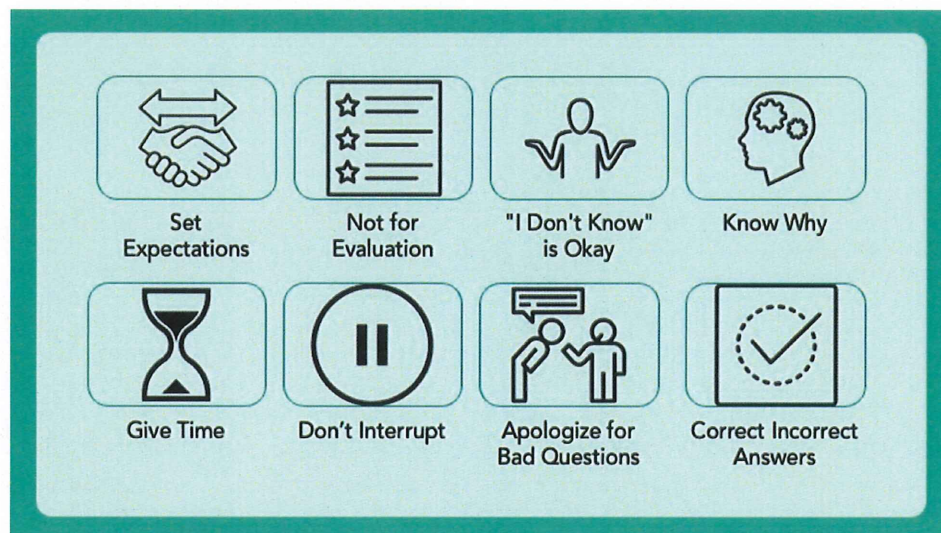 Set
Expectations
Not for
Evaluation
"I Don't Know"
is Okay
Know Why
Give Time
Don't Interrupt
Apologize for
Bad Questions
Correct Incorrect
Answers